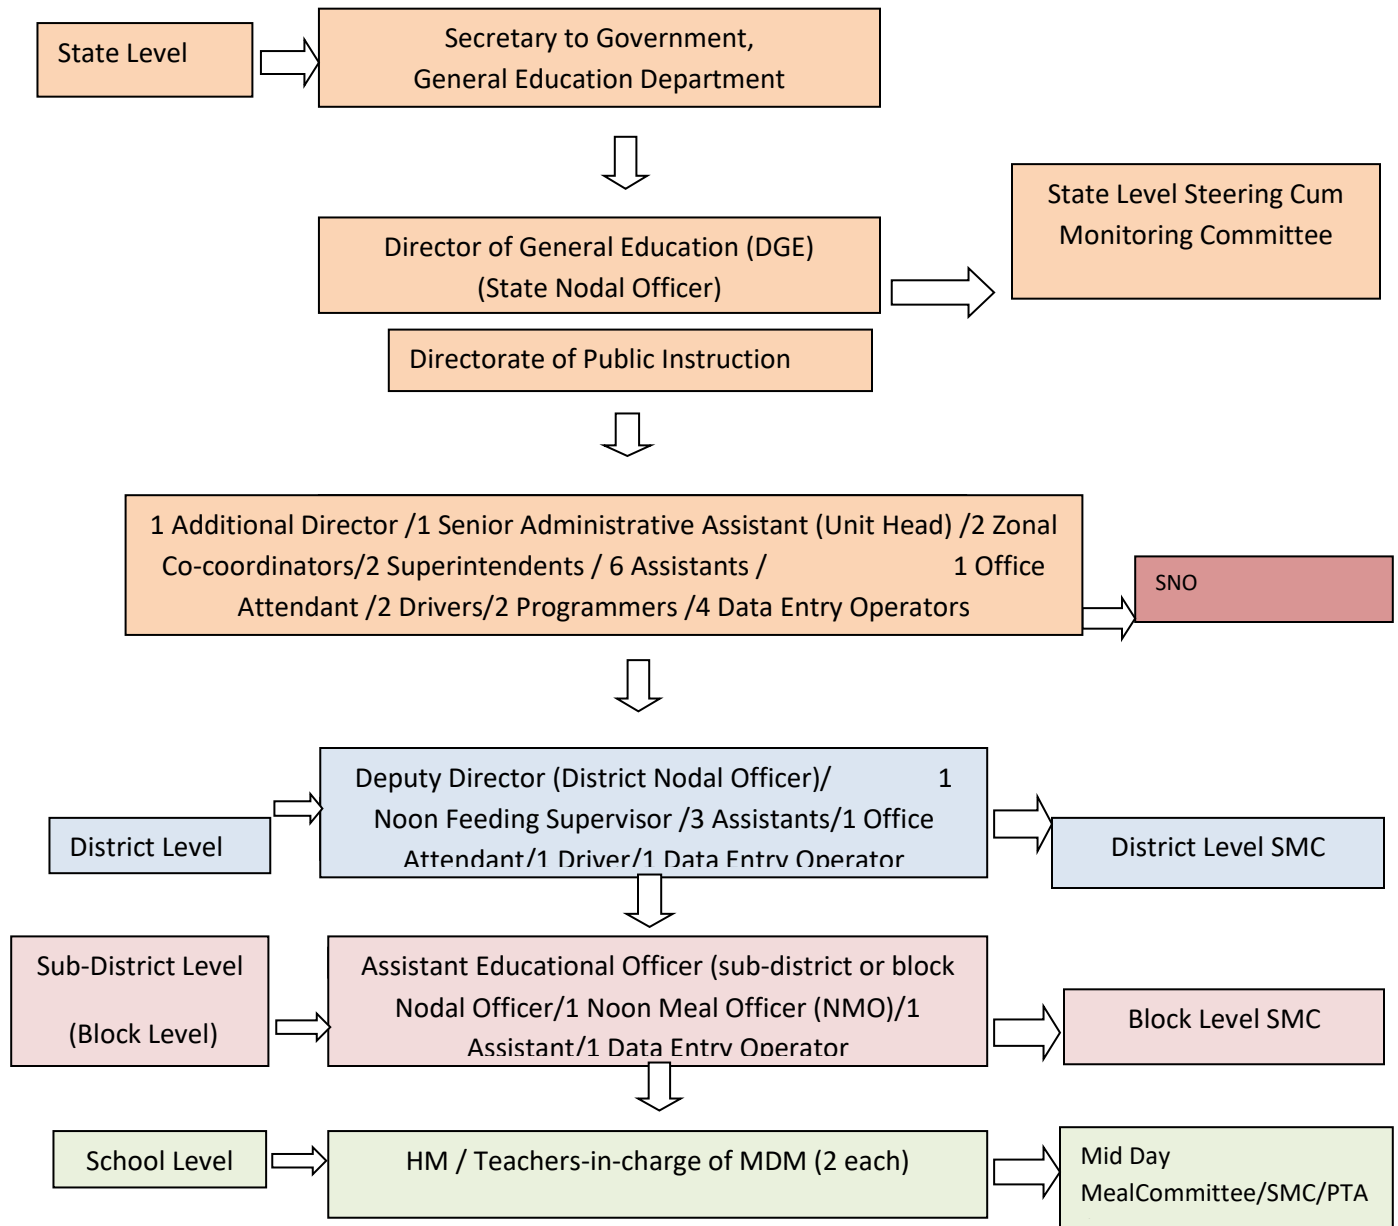 State Level
Secretary to Government,
General Education Department
State Level Steering Cum
Monitoring Committee
Director of General Education (DGE)
(State Nodal Officer)
Directorate of Public Instruction
1 Additional Director /1 Senior Administrative Assistant (Unit Head) /2 Zonal
Co-coordinators/2 Superintendents / 6 Assistants / 1 Office
Attendant /2 Drivers/2 Programmers /4 Data Entry Operators
SNO
District Level
Deputy Director (District Nodal Officer)/ 1
Noon Feeding Supervisor /3 Assistants/1 Office
Attendant/1 Driver/1 Data Entry Operator
District Level SMC
Sub-District Level
(Block Level)
Assistant Educational Officer (sub-district or block
Nodal Officer/1 Noon Meal Officer (NMO)/1
Assistant/1 Data Entry Operator
Block Level SMC
School Level
HM / Teachers-in-charge of MDM (2 each)
Mid Day
MealCommittee/SMC/PTA